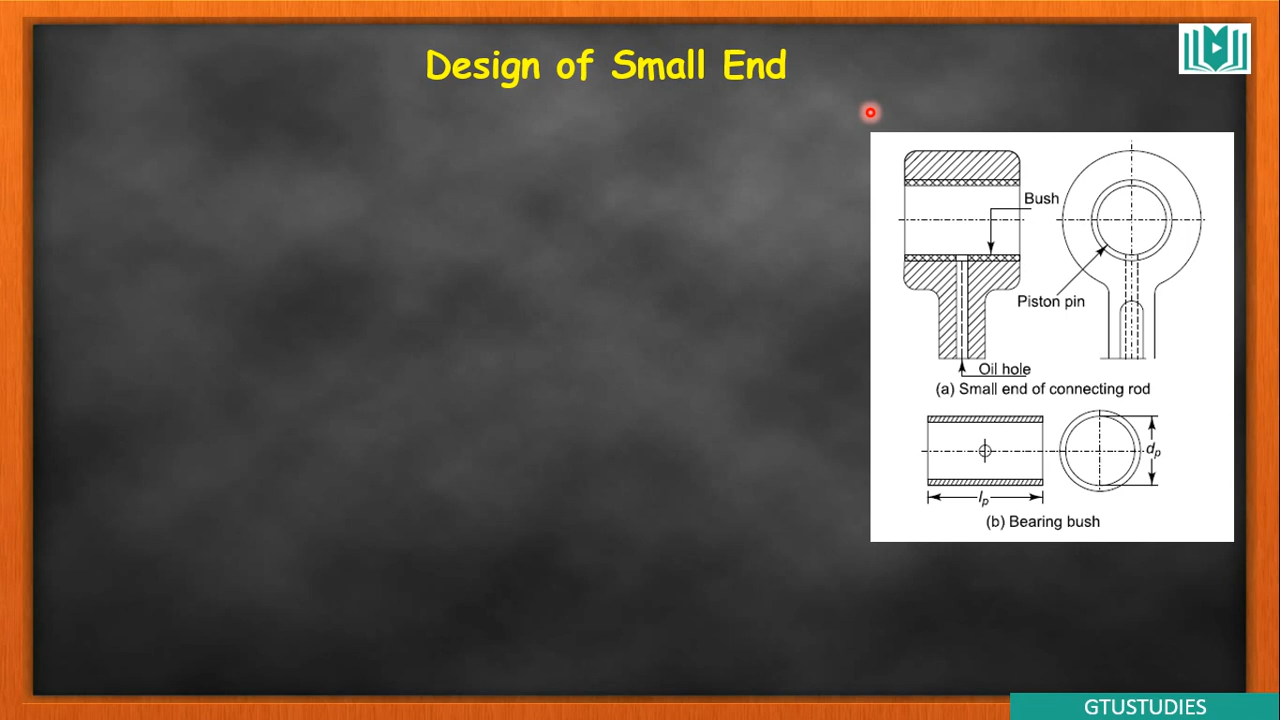 Design of Small End
Bush
Piston pin
Oil hole
(a) Small end of connecting rod
dp
lp
(b) Bearing bush
GTUSTUDIES